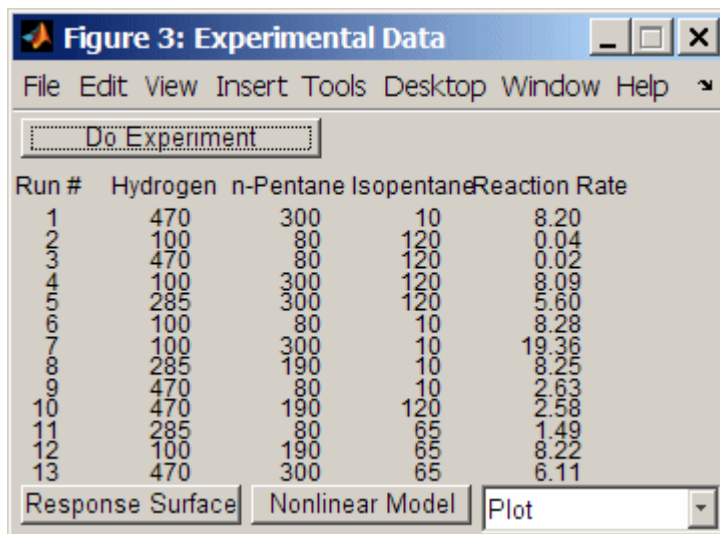 Figure 3: Experimental Data
File Edit View Insert Tools Desktop Window Help
Do Experiment
Run # Hydrogen n-Pentane Isopentane Reaction Rate
1 470 300 10 8.20
2 100 80 120 0.04
3 470 80 120 0.02
4 100 300 120 8.09
5 285 300 120 5.60
6 100 80 10 8.28
7 100 300 10 19.36
8 285 190 10 8.25
9 470 80 10 2.63
10 470 190 120 2.58
11 285 80 65 1.49
12 100 190 65 8.22
13 470 300 65 6.11
Response Surface Nonlinear Model Plot